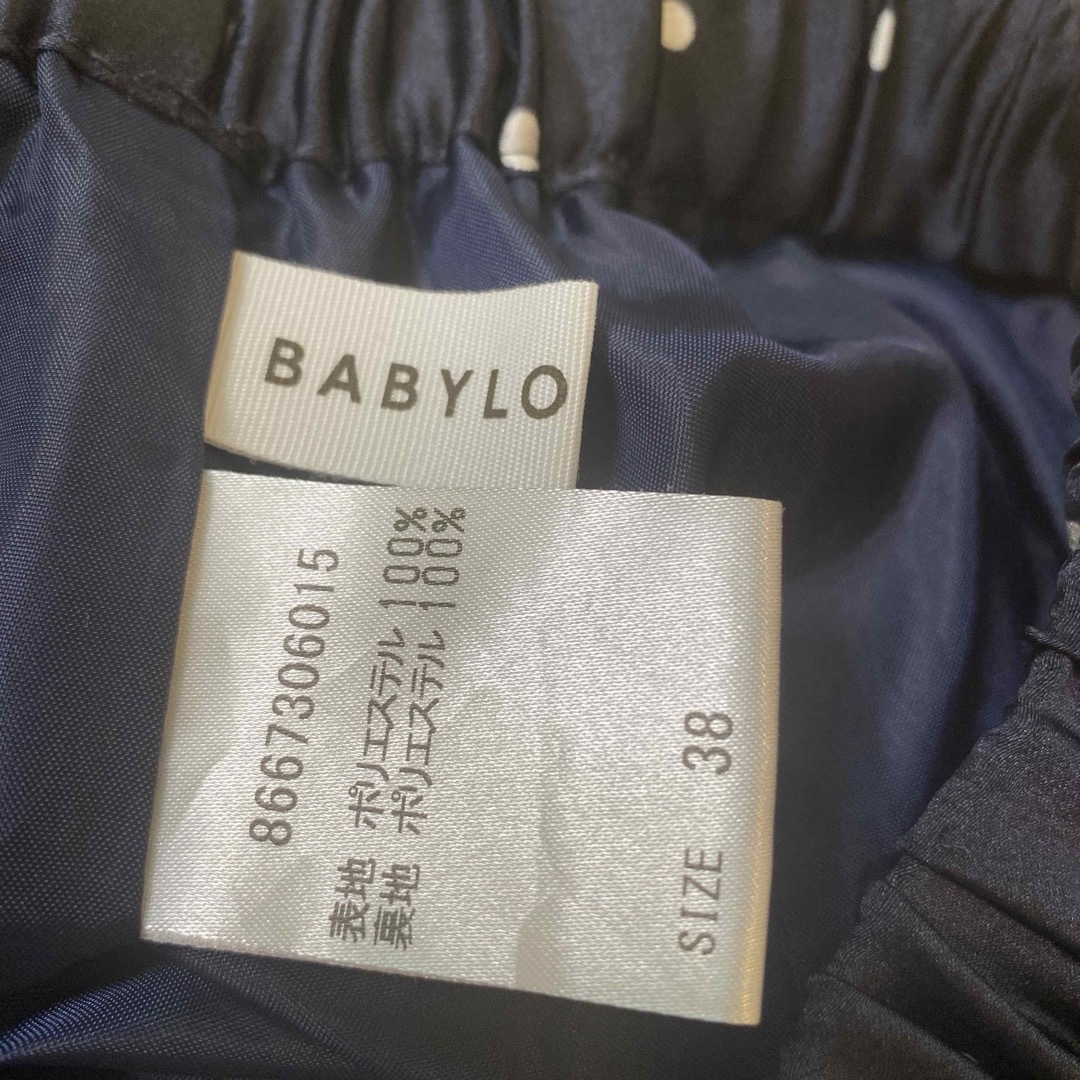 BABYLO
8667306015
表地 ポリエステル 100%
裏地 ポリエステル 100%
SIZE 38